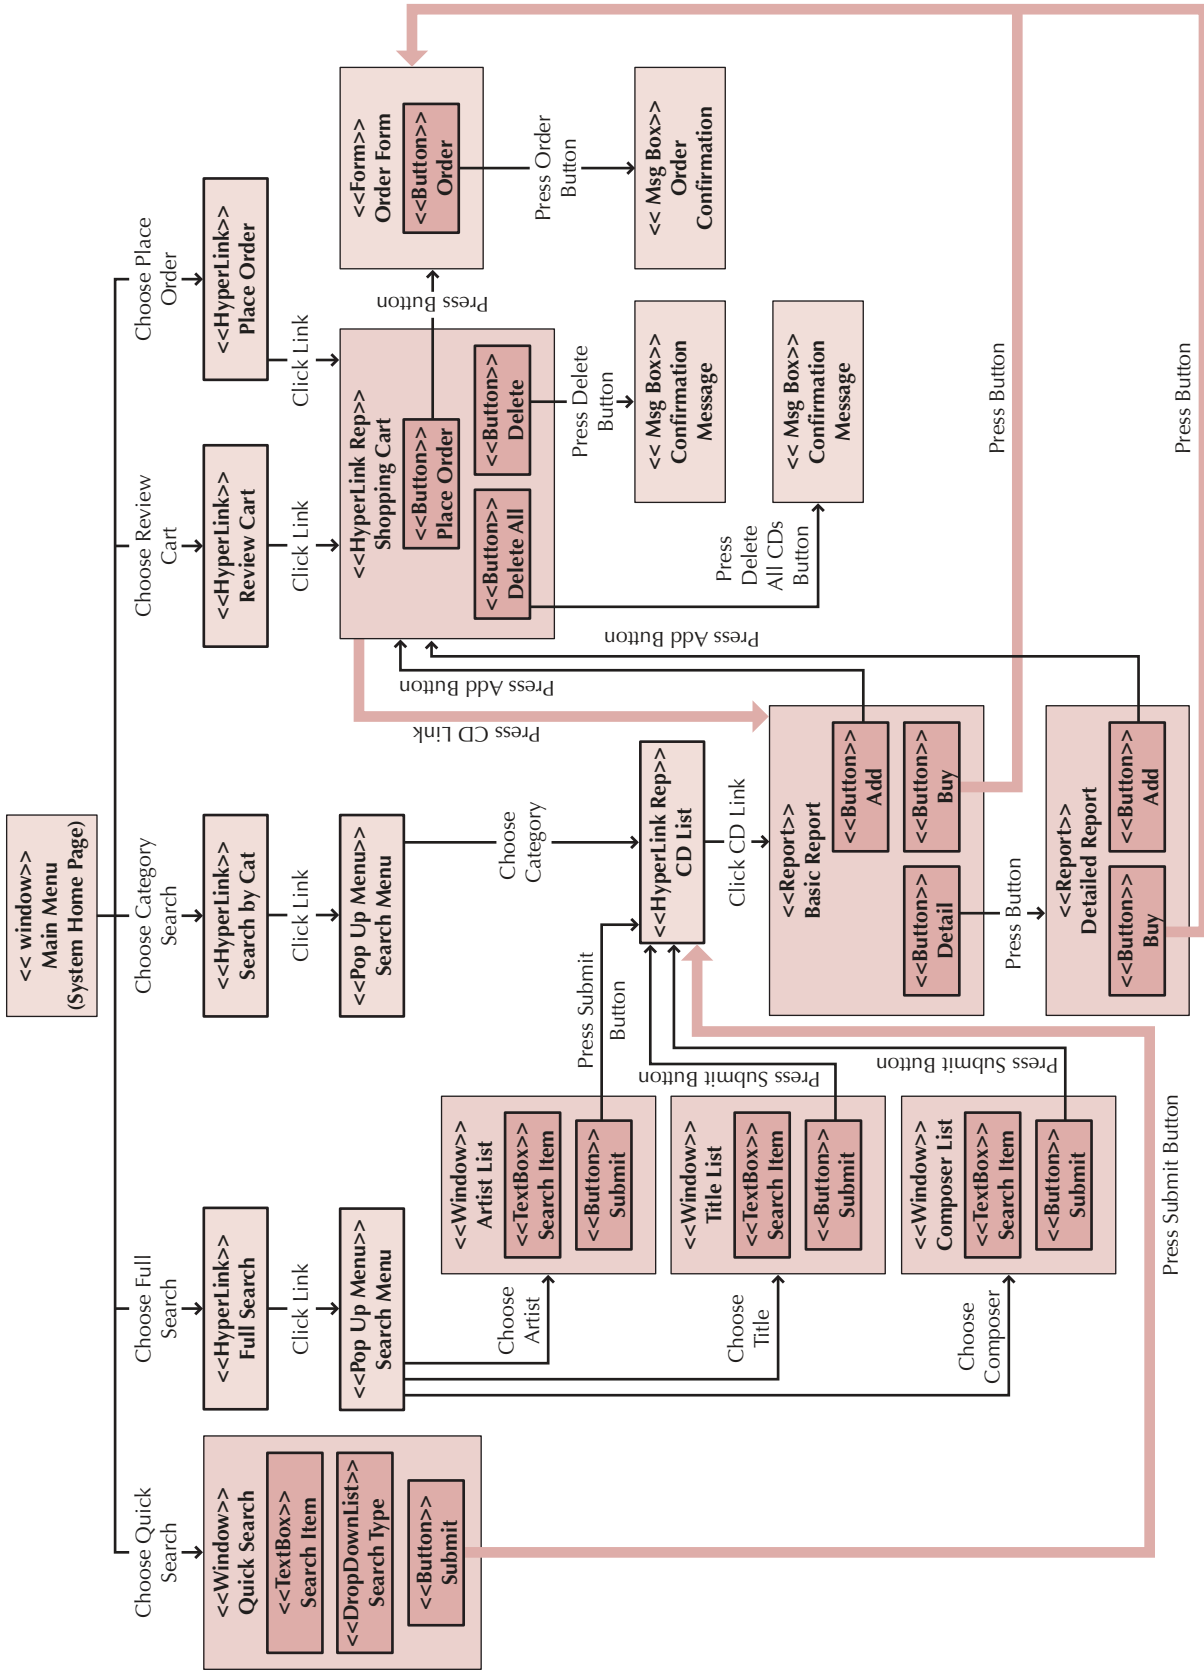 << window>>
Main Menu
(System Home Page)
Choose Quick
Search
Choose Full
Search
Choose Category
Search
Choose Review
Cart
Choose Place
Order
<<Window>>
Quick Search
<<TextBox>>
Search Item
<<DropDownList>>
Search Type
<<Button>>
Submit
<<HyperLink>>
Full Search
<<HyperLink>>
Search by Cat
<<HyperLink>>
Review Cart
<<HyperLink>>
Place Order
Click Link
Click Link
Click Link
Click Link
<<Pop Up Menu>>
Search Menu
<<Pop Up Menu>>
Search Menu
<<HyperLink Rep>>
Shopping Cart
<<Button>>
Place Order
<<Button>>
Delete All
<<Button>>
Delete
Press Button
<<Form>>
Order Form
<<Button>>
Order
Choose
Artist
<<Window>>
Artist List
<<TextBox>>
Search Item
<<Button>>
Submit
Press Submit
Button
Choose
Category
Press CD Link
Press Add Button
Press Add Button
Press Delete
Button
Press Order
Button
<< Msg Box>>
Confirmation
Message
<< Msg Box>>
Order
Confirmation
Press
Delete
All CDs
Button
<< Msg Box>>
Confirmation
Message
Choose
Title
<<Window>>
Title List
<<TextBox>>
Search Item
<<Button>>
Submit
Press Submit Button
<<HyperLink Rep>>
CD List
Click CD Link
<<Report>>
Basic Report
<<Button>>
Add
<<Button>>
Detail
<<Button>>
Buy
Press Button
Choose
Composer
<<Window>>
Composer List
<<TextBox>>
Search Item
<<Button>>
Submit
Press Submit Button
Press Button
<<Report>>
Detailed Report
<<Button>>
Buy
<<Button>>
Add
Press Submit Button
Press Button